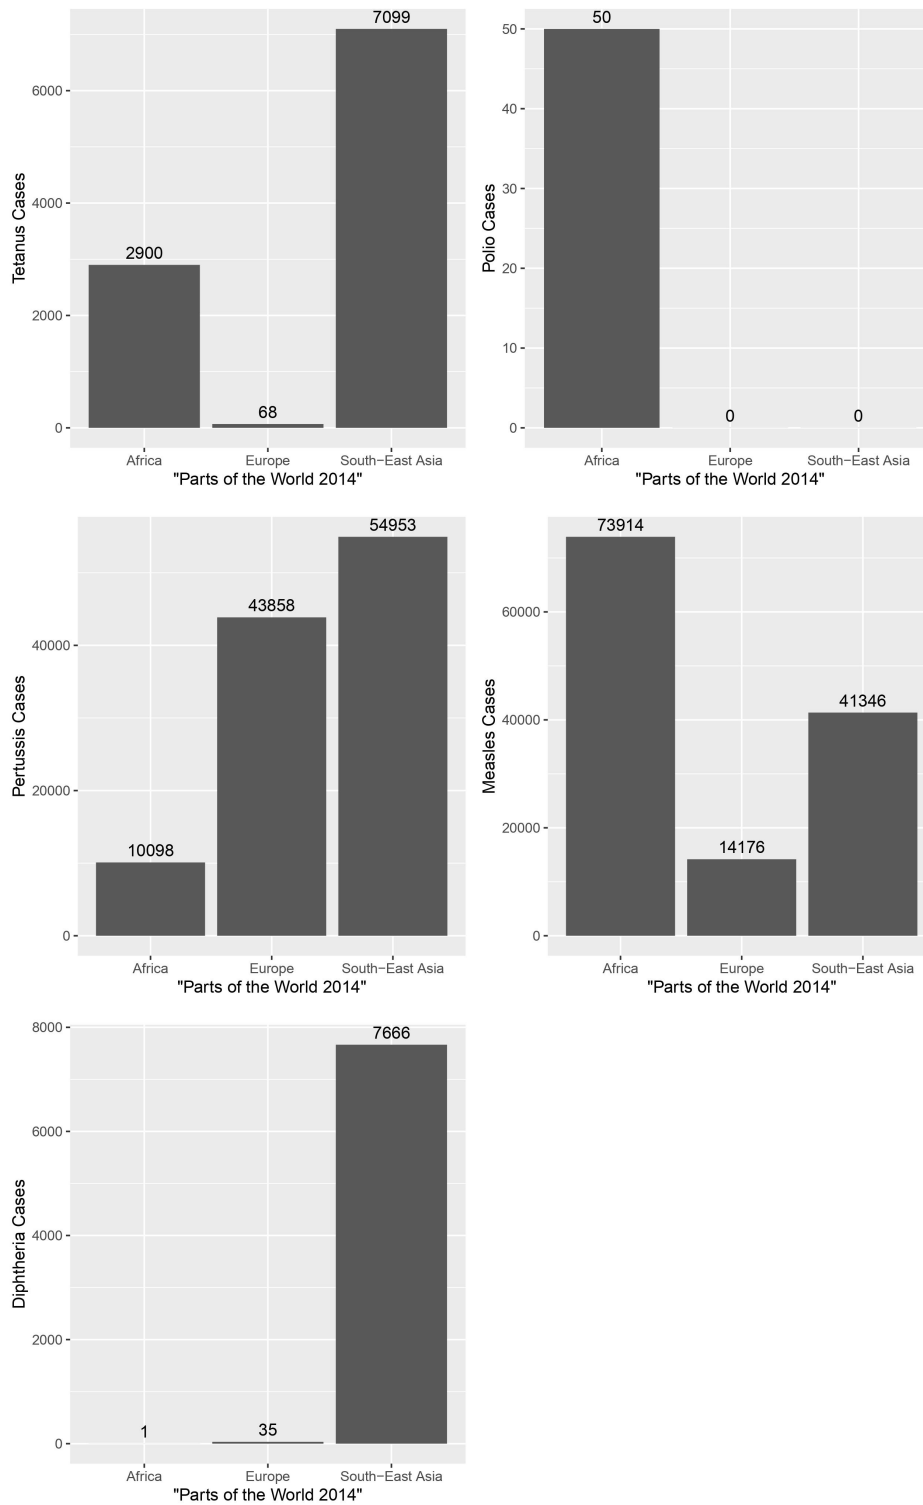 7099
6000
4000
2900
2000
68
0
Tetanus Cases
Africa Europe South−East Asia
"Parts of the World 2014"
50
50
40
30
20
10
0 0
0
Polio Cases
Africa Europe South−East Asia
"Parts of the World 2014"
54953
43858
40000
20000
10098
0
Pertussis Cases
Africa Europe South−East Asia
"Parts of the World 2014"
73914
60000
41346
40000
20000
14176
0
Measles Cases
Africa Europe South−East Asia
"Parts of the World 2014"
8000
7666
6000
4000
2000
1 35
0
Diphtheria Cases
Africa Europe South−East Asia
"Parts of the World 2014"